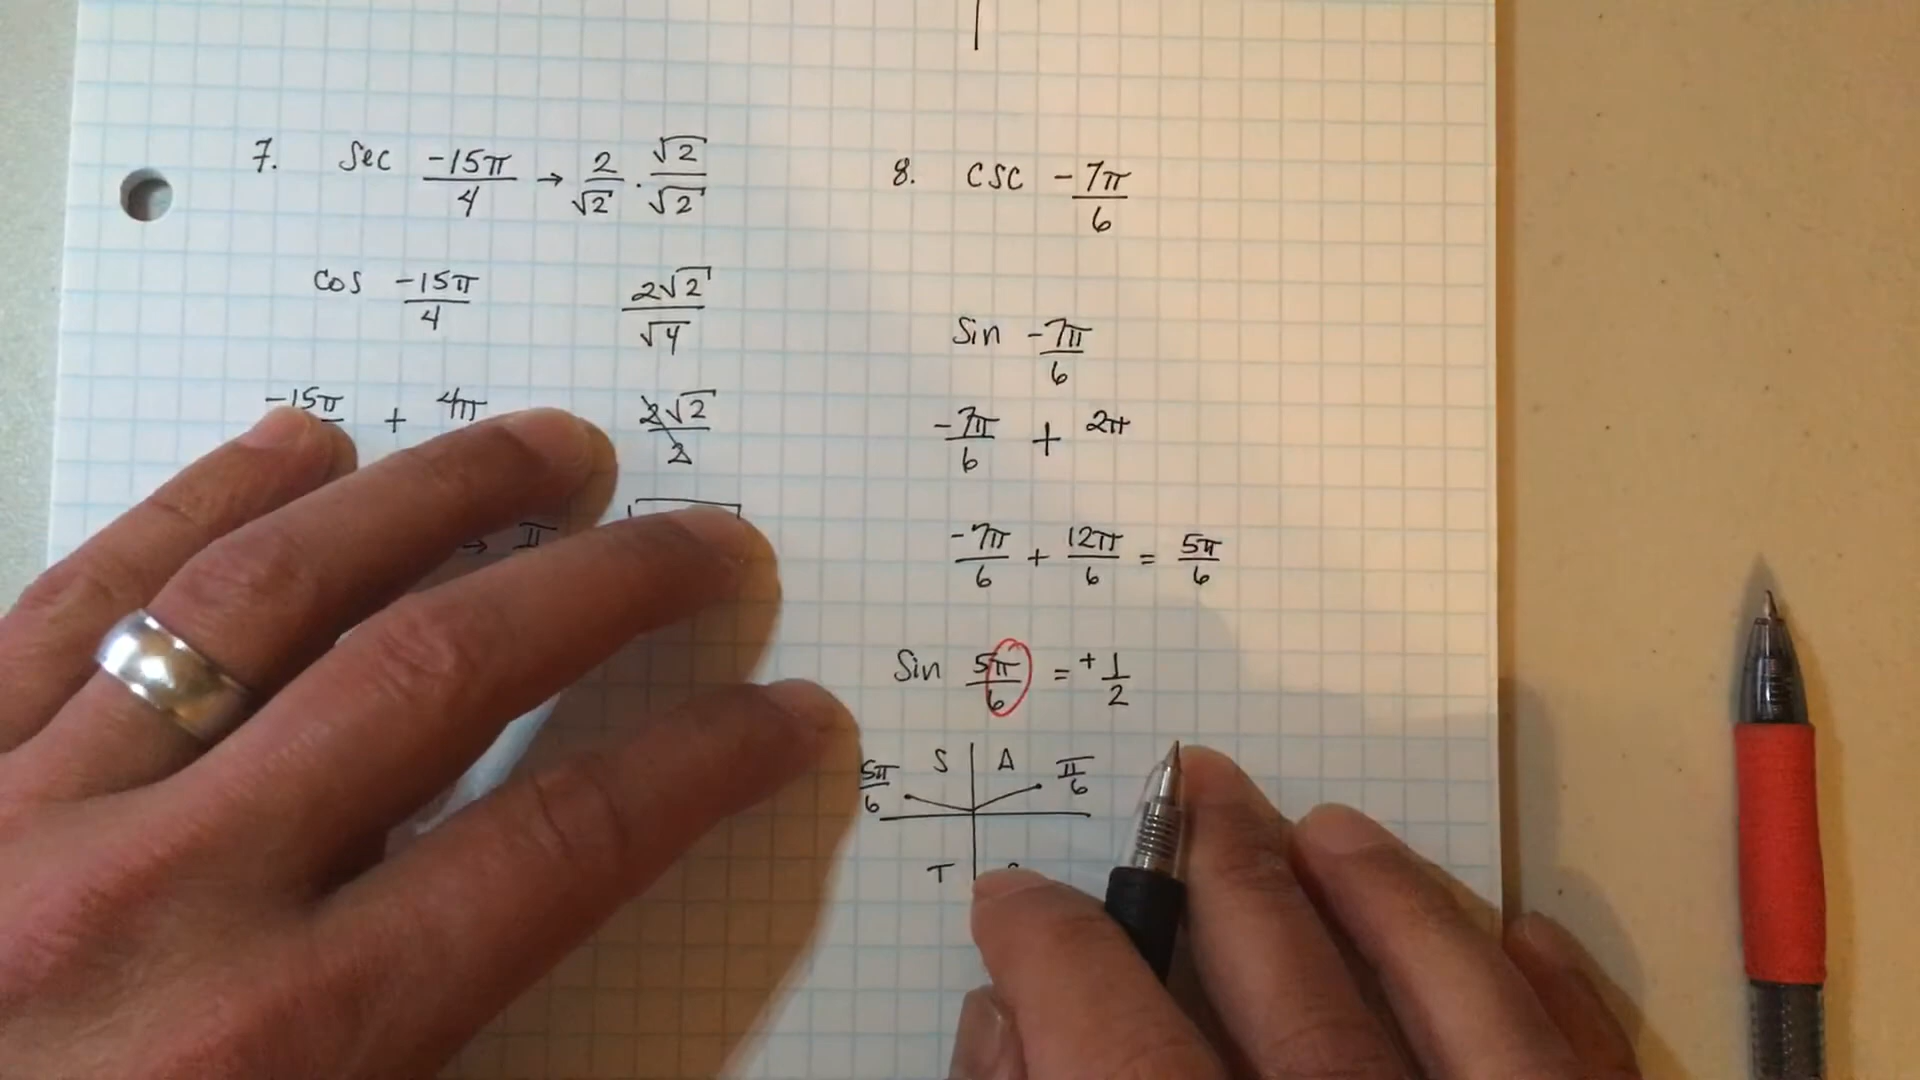 7. Sec -15π/4 → 2/√2 · √2/√2
cos -15π/4
2√2/√4
-15π + 4π
2√2/2
→ π
8. CSC -7π/6
Sin -7π/6
-7π/6 + 2π
-7π/6 + 12π/6 = 5π/6
Sin 5π/6 = +1/2
5π/6 S A π/6
T